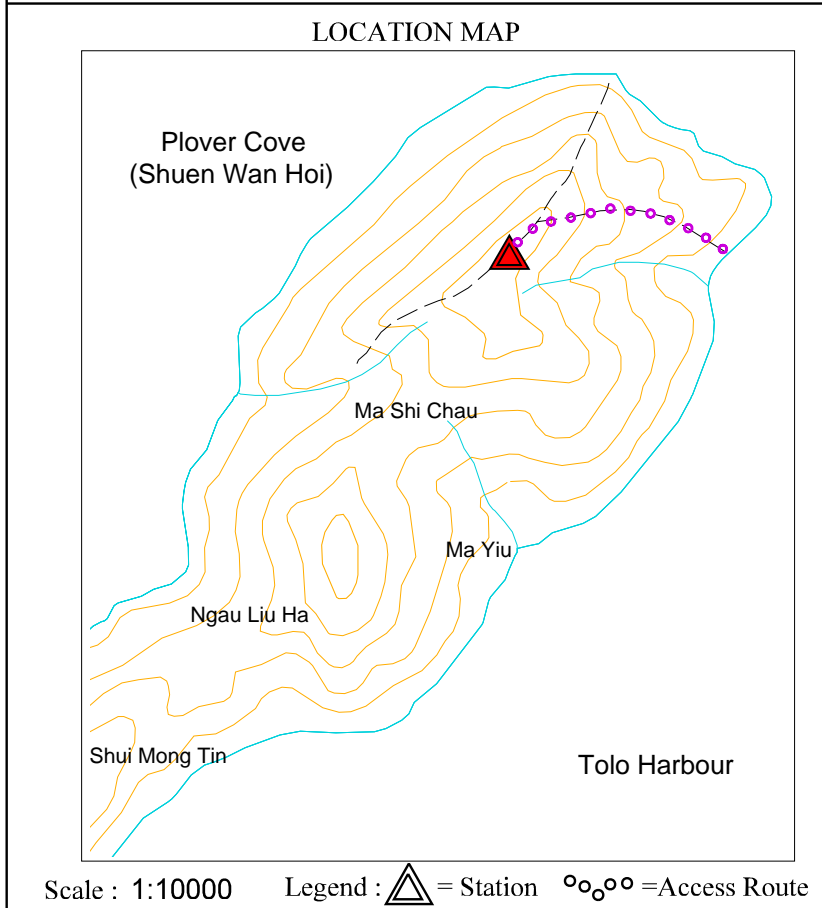 LOCATION MAP
Plover Cove
(Shuen Wan Hoi)
Ma Shi Chau
Ma Yiu
Ngau Liu Ha
Shui Mong Tin
Tolo Harbour
Scale : 1:10000 Legend : = Station =Access Route